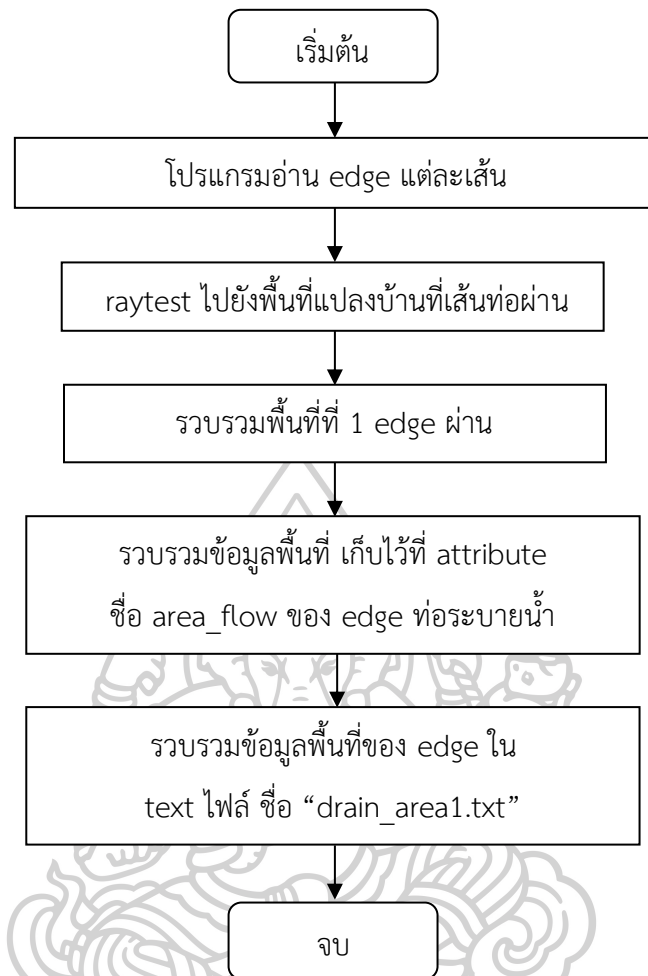 เริ่มต้น
โปรแกรมอ่าน edge แต่ละเส้น
raytest ไปยังพื้นที่แปลงบ้านที่เส้นท่อผ่าน
รวบรวมพื้นที่ที่ 1 edge ผ่าน
รวบรวมข้อมูลพื้นที่ เก็บไว้ที่ attribute
ชื่อ area_flow ของ edge ท่อระบายน้ำ
รวบรวมข้อมูลพื้นที่ของ edge ใน
text ไฟล์ ชื่อ “drain_area1.txt”
จบ